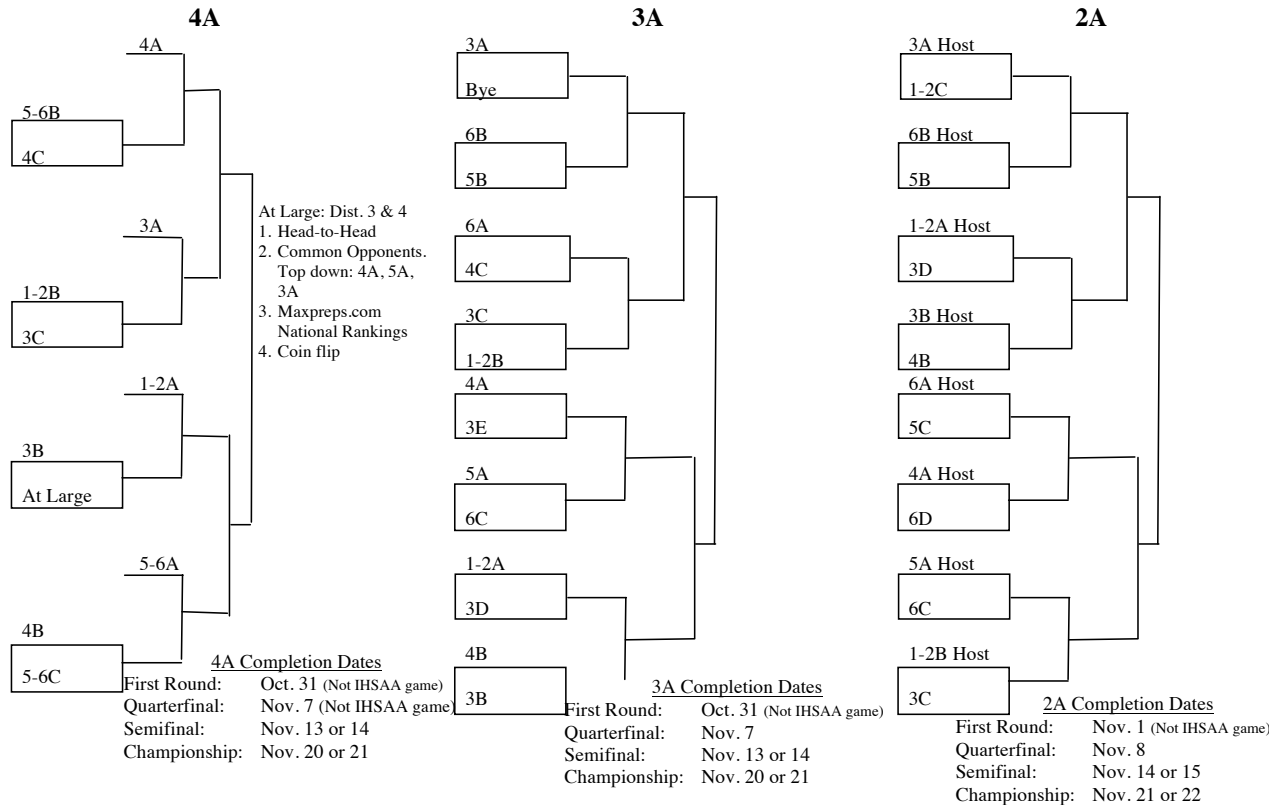 4A
4A
5-6B
4C
3A
1-2B
3C
1-2A
3B
At Large
5-6A
4B
5-6C
At Large: Dist. 3 & 4
1. Head-to-Head
2. Common Opponents.
Top down: 4A, 5A,
3A
3. Maxpreps.com
National Rankings
4. Coin flip
4A Completion Dates
First Round: Oct. 31 (Not IHSAA game)
Quarterfinal: Nov. 7 (Not IHSAA game)
Semifinal: Nov. 13 or 14
Championship: Nov. 20 or 21
3A
3A
Bye
6B
5B
6A
4C
3C
1-2B
4A
3E
5A
6C
1-2A
3D
4B
3B
3A Completion Dates
First Round: Oct. 31 (Not IHSAA game)
Quarterfinal: Nov. 7
Semifinal: Nov. 13 or 14
Championship: Nov. 20 or 21
2A
3A Host
1-2C
6B Host
5B
1-2A Host
3D
3B Host
4B
6A Host
5C
4A Host
6D
5A Host
6C
1-2B Host
3C
2A Completion Dates
First Round: Nov. 1 (Not IHSAA game)
Quarterfinal: Nov. 8
Semifinal: Nov. 14 or 15
Championship: Nov. 21 or 22